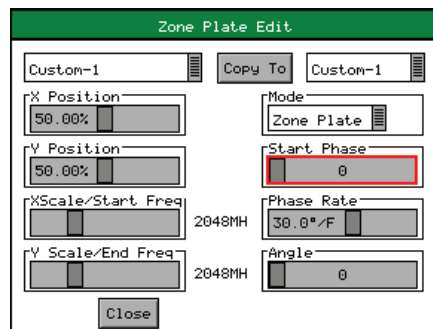 Zone Plate Edit
Custom-1 Copy To Custom-1
X Position Mode
50.00% Zone Plate
Y Position Start Phase
50.00% 0
XScale/Start Freq Phase Rate
2048MH 30.0°/F
Y Scale/End Freq Angle
2048MH 0
Close